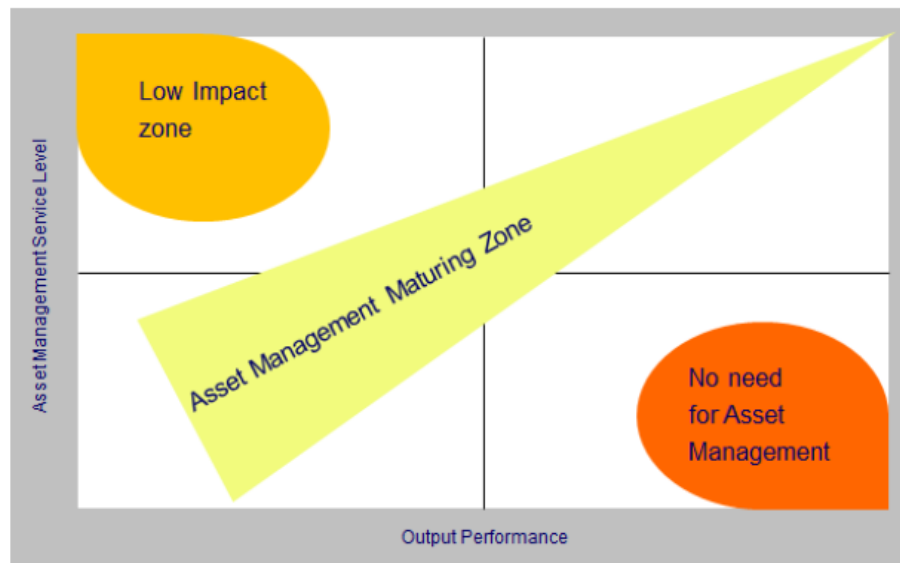 Low Impact
zone
Asset Management Service Level
Asset Management Maturing Zone
No need
for Asset
Management
Output Performance